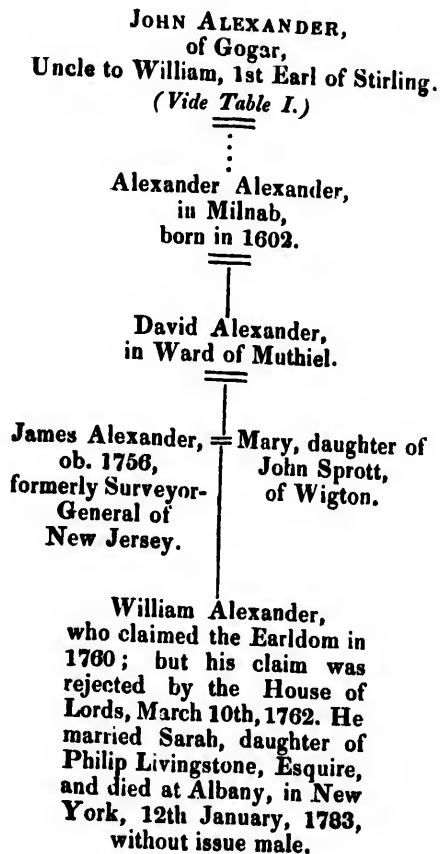 JOHN ALEXANDER,
of Gogar,
Uncle to William, 1st Earl of Stirling.
(Vide Table I.)
Alexander Alexander,
in Milnab,
born in 1602.
David Alexander,
in Ward of Muthiel.
James Alexander,
ob. 1756,
formerly Surveyor-
General of
New Jersey.
= Mary, daughter of
John Sprott,
of Wigton.
William Alexander,
who claimed the Earldom in
1760; but his claim was
rejected by the House of
Lords, March 10th, 1762. He
married Sarah, daughter of
Philip Livingstone, Esquire,
and died at Albany, in New
York, 12th January, 1783,
without issue male.